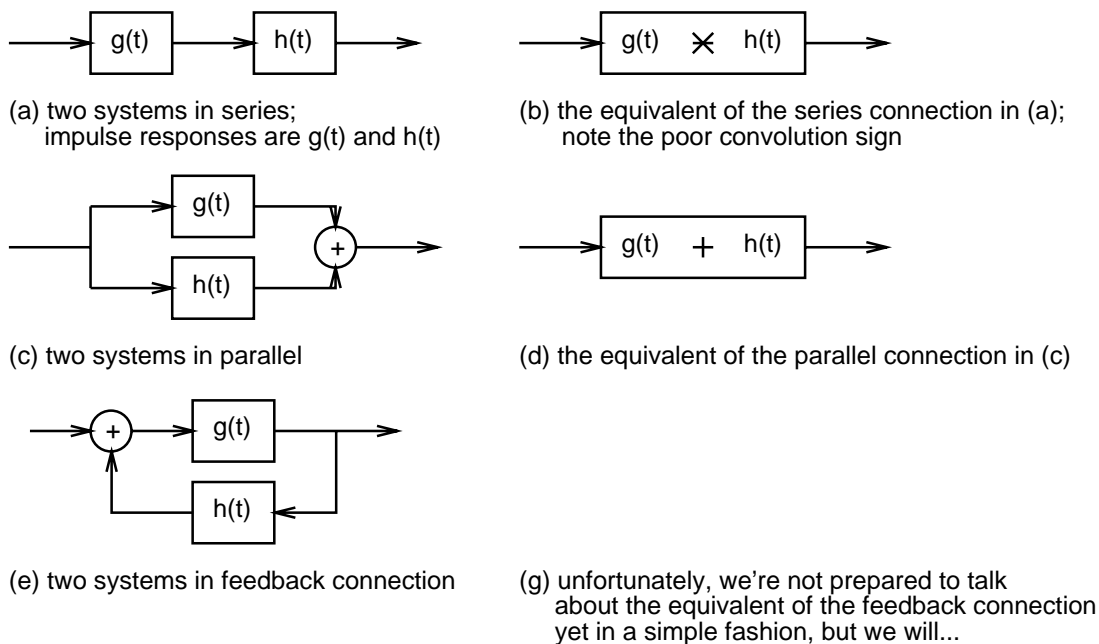 g(t)
h(t)
g(t) * h(t)
(a) two systems in series;
impulse responses are g(t) and h(t)
(b) the equivalent of the series connection in (a);
note the poor convolution sign
g(t)
+
h(t)
g(t) + h(t)
(c) two systems in parallel
(d) the equivalent of the parallel connection in (c)
+
g(t)
h(t)
(e) two systems in feedback connection
(g) unfortunately, we're not prepared to talk
about the equivalent of the feedback connection
yet in a simple fashion, but we will...